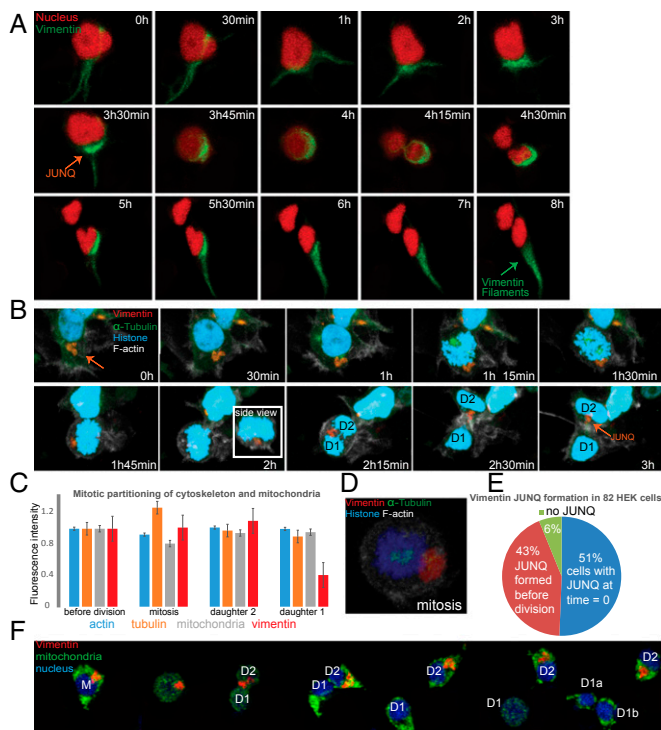 A
Nucleus
Vimentin
0h
30min
1h
2h
3h
3h30min
JUNQ
3h45min
4h
4h15min
4h30min
5h
5h30min
6h
7h
8h
Vimentin
Filaments
B
Vimentin
α-Tubulin
Histone
F-actin
0h
30min
1h
1h 15min
1h30min
1h45min
2h
side view
D2
D1
2h15min
D2
D1
2h30min
D2
JUNQ
D1
3h
C
Mitotic partitioning of cytoskeleton and mitochondria
Fluorescence intensity
1.2
0.8
0.4
0
before division
mitosis
daughter 2
daughter 1
actin
tubulin
mitochondria
vimentin
D
Vimentin α-Tubulin
Histone F-actin
mitosis
E
Vimentin JUNQ formation in 82 HEK cells
no JUNQ
6%
43%
JUNQ
formed
before
division
51%
cells with
JUNQ at
time = 0
F
Vimentin
mitochondria
nucleus
M
D2
D1
D2
D1
D2
D1
D2
D1
D1a
D1b
D2